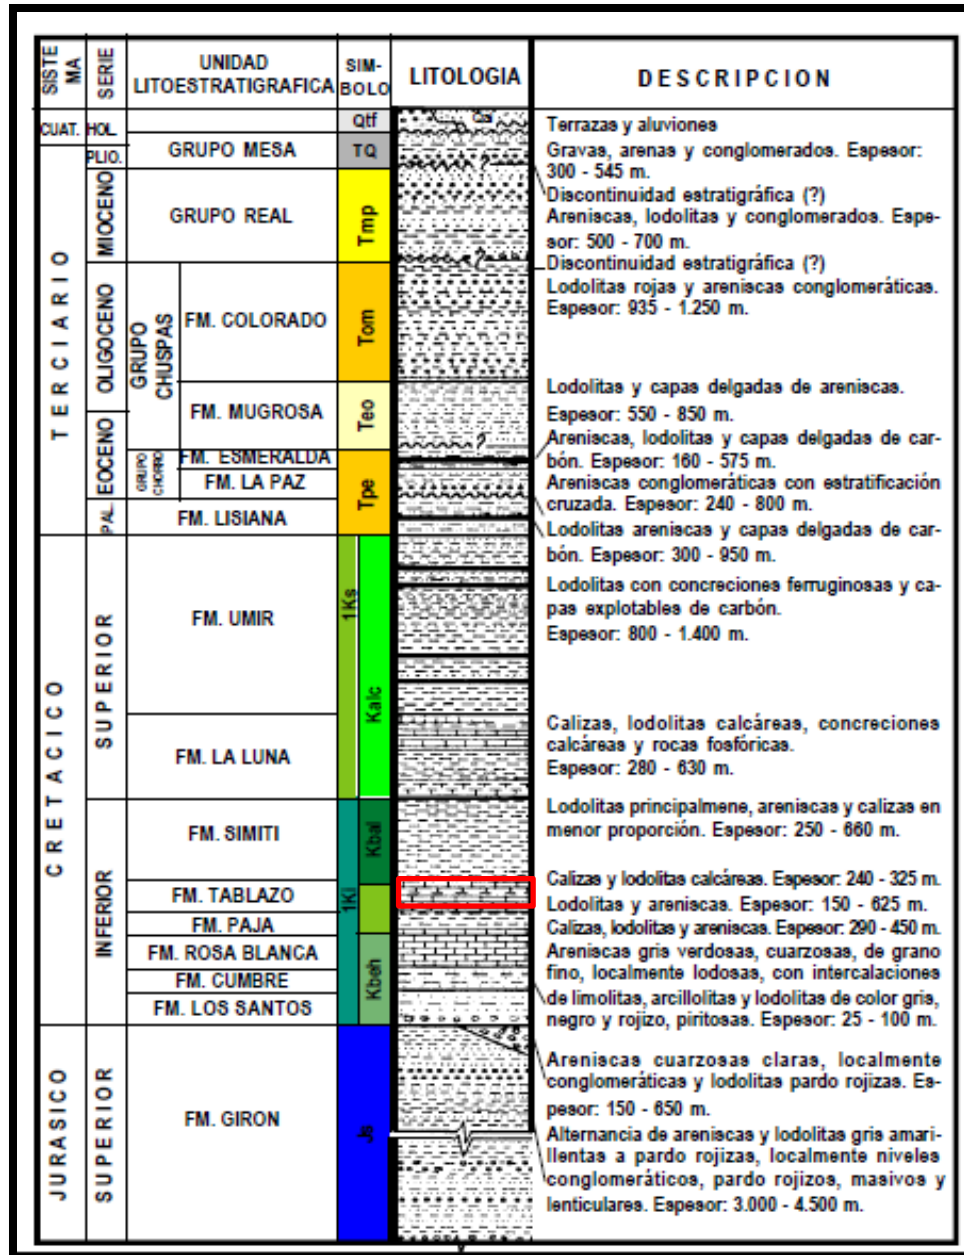 SISTE
MA
SERIE
UNIDAD
LITOESTRATIGRAFICA
SIM-
BOLO
LITOLOGIA
DESCRIPCION
CUAT.
HOL.
Qtf
Terrazas y aluviones
TERCIARIO
PLIO.
GRUPO MESA
TQ
Gravas, arenas y conglomerados. Espesor:
300 - 545 m.
?
Discontinuidad estratigráfica (?)
MIOCENO
GRUPO REAL
Tmp
Areniscas, lodolitas y conglomerados. Espe-
sor: 500 - 700 m.
?
Discontinuidad estratigráfica (?)
OLIGOCENO
GRUPO
CHUSPAS
FM. COLORADO
Tom
Lodolitas rojas y areniscas conglomeráticas.
Espesor: 935 - 1.250 m.
FM. MUGROSA
Teo
Lodolitas y capas delgadas de areniscas.
Espesor: 550 - 850 m.
?
EOCENO
GRUPO
CHORRO
FM. ESMERALDA
Areniscas, lodolitas y capas delgadas de car-
bón. Espesor: 160 - 575 m.
FM. LA PAZ
Tpe
Areniscas conglomeráticas con estratificación
cruzada. Espesor: 240 - 800 m.
PAL.
FM. LISIANA
Lodolitas areniscas y capas delgadas de car-
bón. Espesor: 300 - 950 m.
CRETACICO
SUPERIOR
FM. UMIR
1Ks
Kalc
Lodolitas con concreciones ferruginosas y ca-
pas explotables de carbón.
Espesor: 800 - 1.400 m.
FM. LA LUNA
Calizas, lodolitas calcáreas, concreciones
calcáreas y rocas fosfóricas.
Espesor: 280 - 630 m.
INFERIOR
FM. SIMITI
1Ki
Kbal
Lodolitas principalmene, areniscas y calizas en
menor proporción. Espesor: 250 - 660 m.
FM. TABLAZO
Calizas y lodolitas calcáreas. Espesor: 240 - 325 m.
FM. PAJA
Lodolitas y areniscas. Espesor: 150 - 625 m.
FM. ROSA BLANCA
Kbeh
Calizas, lodolitas y areniscas. Espesor: 290 - 450 m.
FM. CUMBRE
Areniscas gris verdosas, cuarzosas, de grano
fino, localmente lodosas, con intercalaciones
de limolitas, arcillolitas y lodolitas de color gris,
negro y rojizo, piritosas. Espesor: 25 - 100 m.
FM. LOS SANTOS
Areniscas cuarzosas claras, localmente
conglomeráticas y lodolitas pardo rojizas. Es-
pesor: 150 - 650 m.
JURASICO
SUPERIOR
FM. GIRON
Js
Alternancia de areniscas y lodolitas gris amari-
llentas a pardo rojizas, localmente niveles
conglomeráticos, pardo rojizos, masivos y
lenticulares. Espesor: 3.000 - 4.500 m.